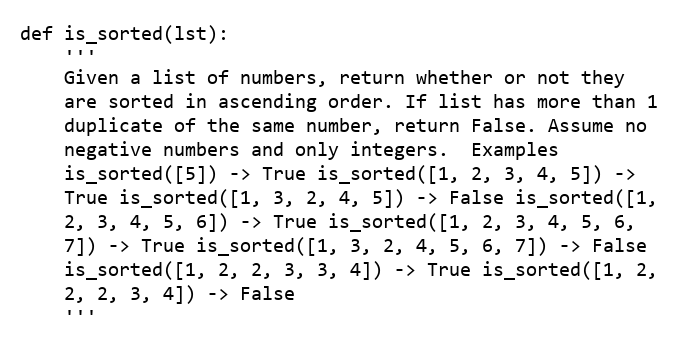 def is_sorted(lst):
'''
Given a list of numbers, return whether or not they
are sorted in ascending order. If list has more than 1
duplicate of the same number, return False. Assume no
negative numbers and only integers.  Examples
is_sorted([5]) -> True is_sorted([1, 2, 3, 4, 5]) ->
True is_sorted([1, 3, 2, 4, 5]) -> False is_sorted([1,
2, 3, 4, 5, 6]) -> True is_sorted([1, 2, 3, 4, 5, 6,
7]) -> True is_sorted([1, 3, 2, 4, 5, 6, 7]) -> False
is_sorted([1, 2, 2, 3, 3, 4]) -> True is_sorted([1, 2,
2, 2, 3, 4]) -> False
'''